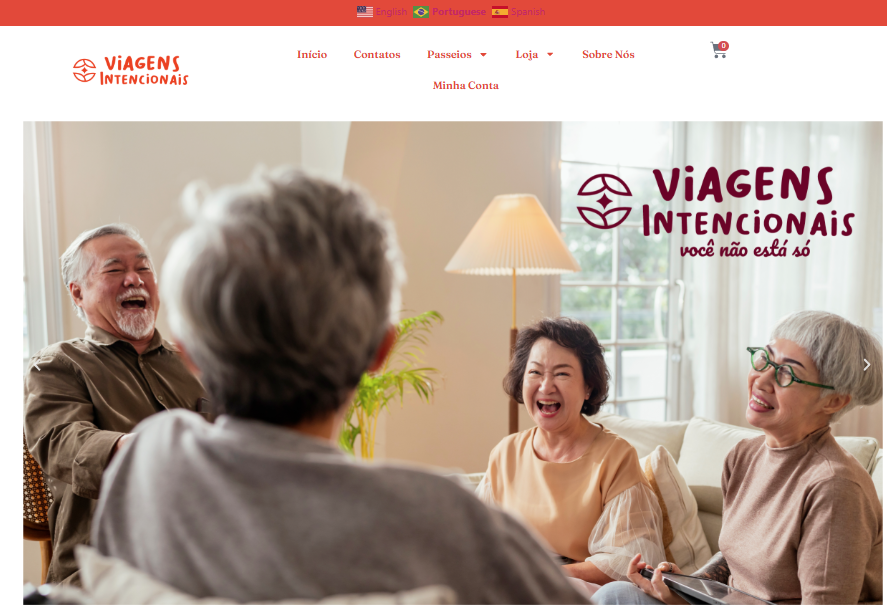 English Portuguese Spanish
VIAGENS
INTENCIONAIS
Início Contatos Passeios Loja Sobre Nós
0
Minha Conta
VIAGENS
INTENCIONAIS
você não está só